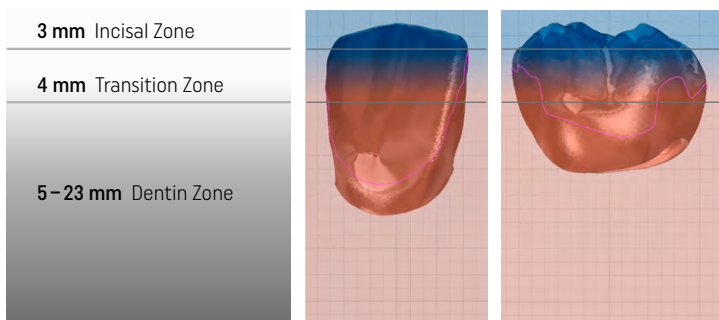 3 mm Incisal Zone
4 mm Transition Zone
5–23 mm Dentin Zone